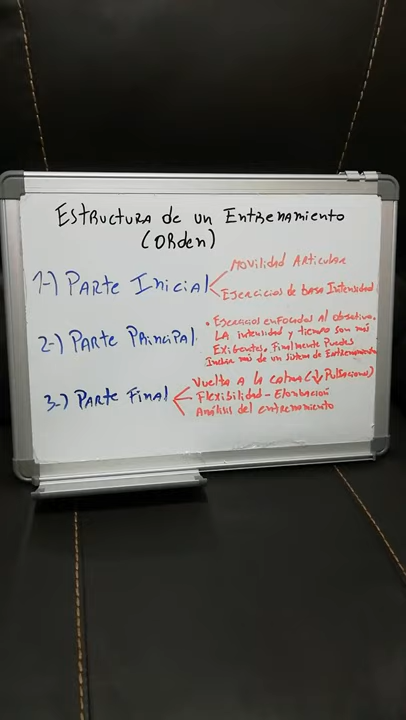 Estructura de un Entrenamiento
(ORden)
1-) Parte Inicial
Movilidad Articular
Ejercicios de baja Intensidad
2-) Parte Principal.
• Ejercicios enfocados al objetivo.
LA intensidad y tiempo son más
Exigentes. Finalmente Puedes
Incluir más de un sistema de Entrenamiento
3-) Parte Final
Vuelta a la calma (↓ Pulsaciones)
Flexibilidad - Elongación
Análisis del entrenamiento